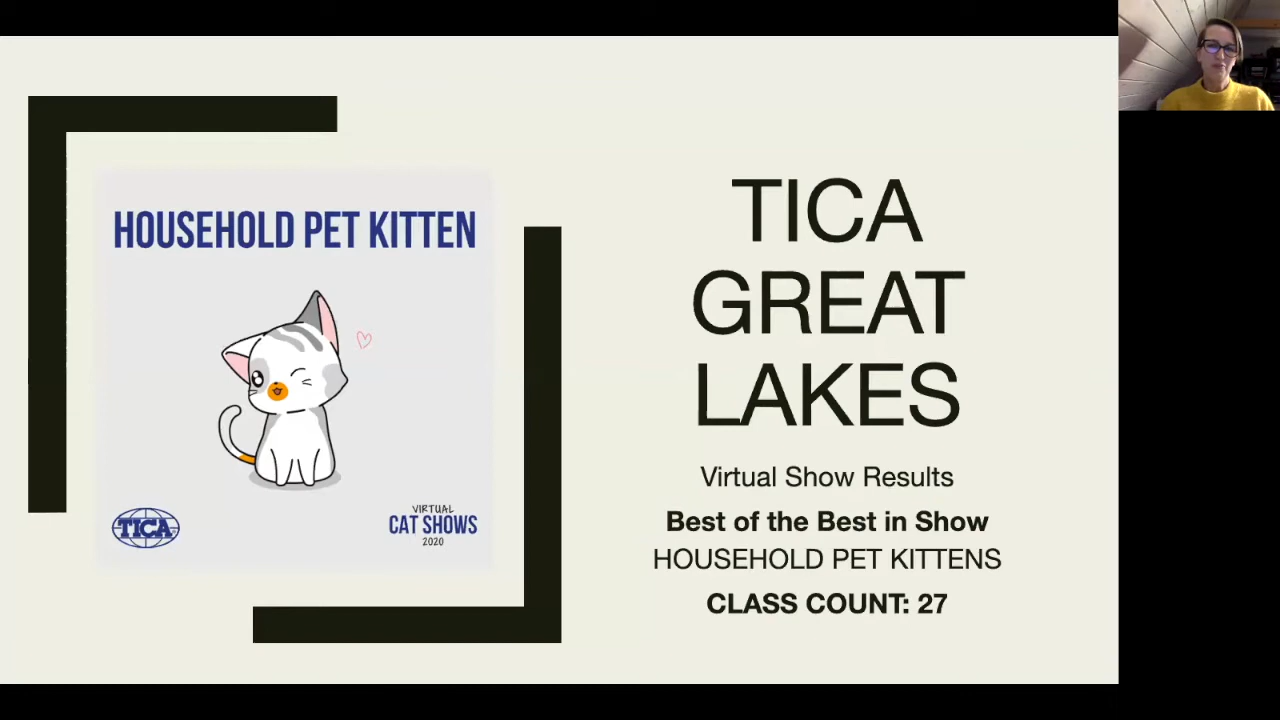 HOUSEHOLD PET KITTEN
TICA
VIRTUAL
CAT SHOWS
2020
TICA
GREAT
LAKES
Virtual Show Results
Best of the Best in Show
HOUSEHOLD PET KITTENS
CLASS COUNT: 27